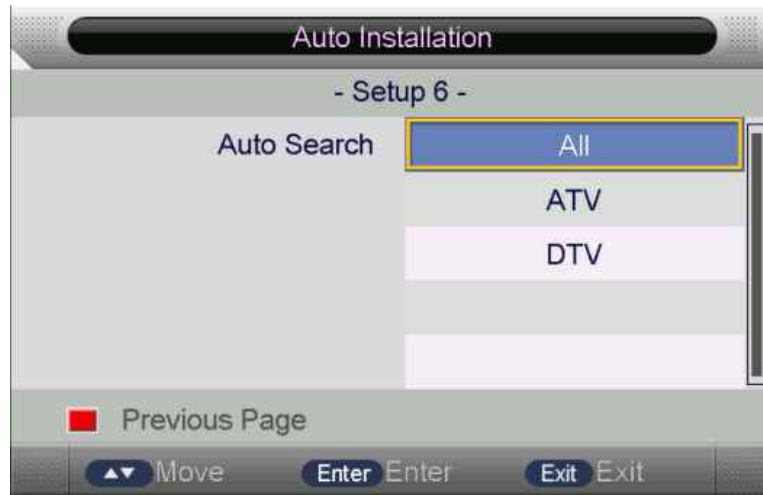 Auto Installation
- Setup 6 -
Auto Search All
ATV
DTV
Previous Page
Move Enter Enter Exit Exit